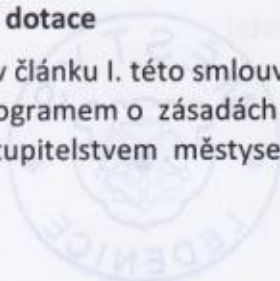 dotace
v článku I. této smlouv
ogramem o zásadách
tupitelstvem městyse